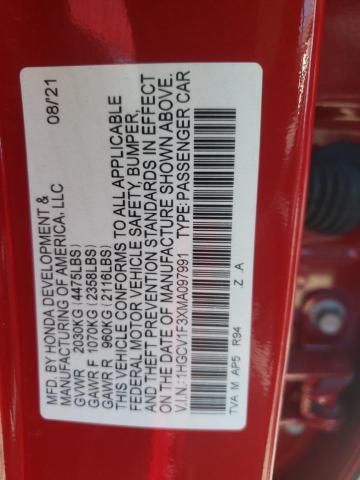 MFD. BY HONDA DEVELOPMENT & 08/21
MANUFACTURING OF AMERICA, LLC
GVWR 2030KG (4475LBS)
GAWR F 1070KG (2358LBS)
GAWR R 960KG (2116LBS)
THIS VEHICLE CONFORMS TO ALL APPLICABLE
FEDERAL MOTOR VEHICLE SAFETY, BUMPER,
AND THEFT PREVENTION STANDARDS IN EFFECT
ON THE DATE OF MANUFACTURE SHOWN ABOVE.
V.I.N.:1HGCV1F3XMA097991 TYPE:PASSENGER CAR
TVA M AP5 R94 Z A